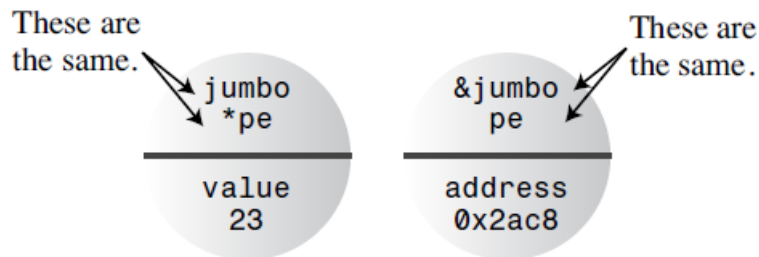 These are
the same.
jumbo
*pe
value
23
These are
the same.
&jumbo
pe
address
0x2ac8